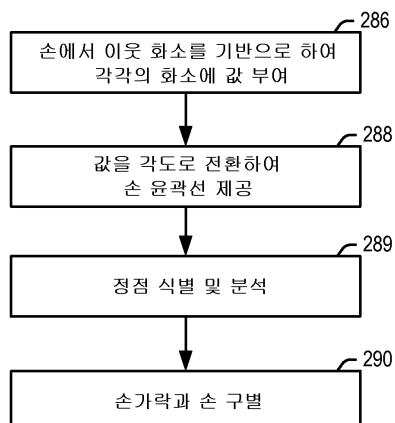 286
손에서 이웃 화소를 기반으로 하여
각각의 화소에 값 부여
288
값을 각도로 전환하여
손 윤곽선 제공
289
정점 식별 및 분석
290
손가락과 손 구별